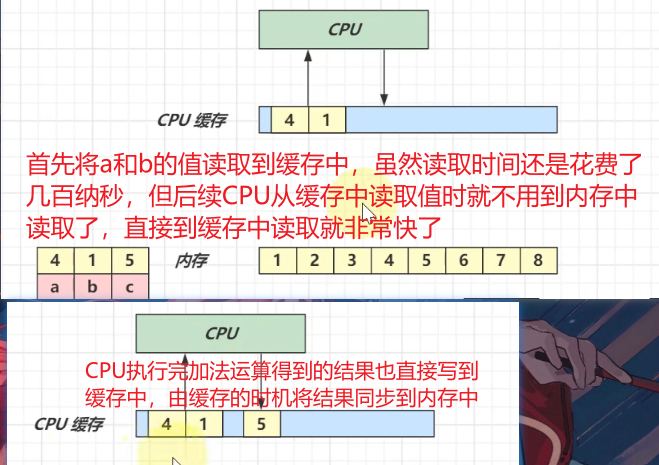 CPU
CPU 缓存
4 1
首先将a和b的值读取到缓存中，虽然读取时间还是花费了
几百纳秒，但后续CPU从缓存中读取值时就不用到内存中
读取了，直接到缓存中读取就非常快了
4 1 5
内存
1 2 3 4 5 6 7 8
a b c
CPU
CPU执行完加法运算得到的结果也直接写到
缓存中，由缓存的时机将结果同步到内存中
CPU 缓存
4 1 5